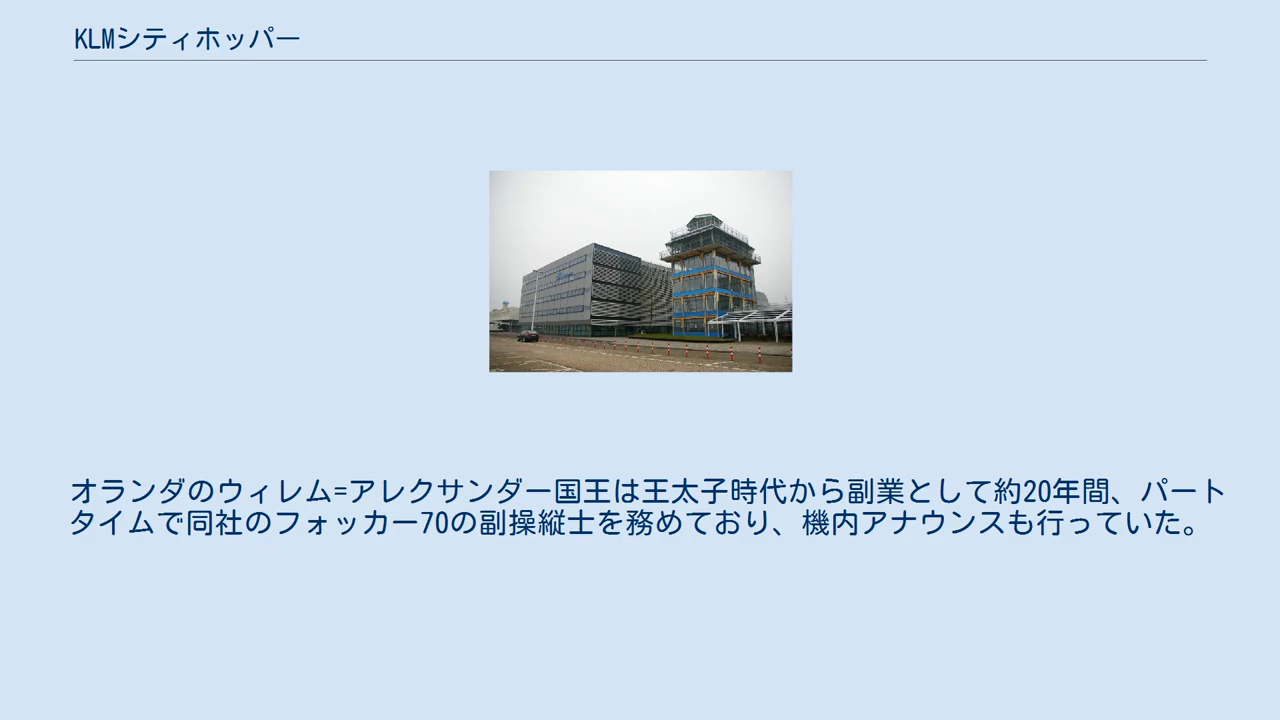 KLMシティホッパー
オランダのウィレム=アレクサンダー国王は王太子時代から副業として約20年間、パート
タイムで同社のフォッカー70の副操縦士を務めており、機内アナウンスも行っていた。